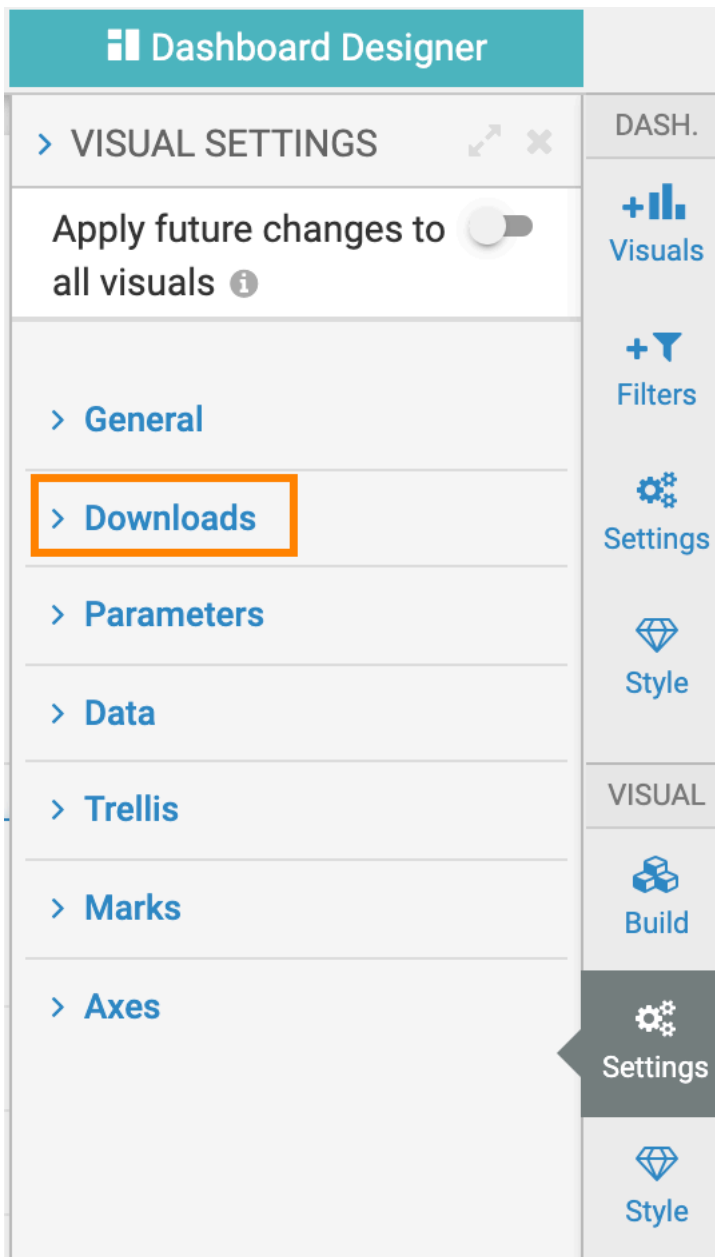 Dashboard Designer
VISUAL SETTINGS
Apply future changes to
all visuals
General
Downloads
Parameters
Data
Trellis
Marks
Axes
DASH.
Visuals
Filters
Settings
Style
VISUAL
Build
Settings
Style